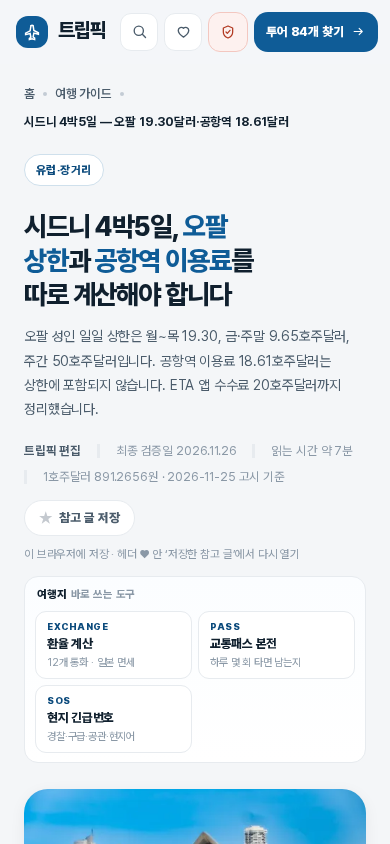 트립픽
투어 84개 찾기 →
홈 • 여행 가이드 •
시드니 4박5일 — 오팔 19.30달러·공항역 18.61달러
유럽·장거리
시드니 4박5일, 오팔
상한과 공항역 이용료를
따로 계산해야 합니다
오팔 성인 일일 상한은 월~목 19.30, 금·주말 9.65호주달러,
주간 50호주달러입니다. 공항역 이용료 18.61호주달러는
상한에 포함되지 않습니다. ETA 앱 수수료 20호주달러까지
정리했습니다.
트립픽 편집 | 최종 검증일 2026.11.26 | 읽는 시간 약 7분
| 1호주달러 891.2656원 · 2026-11-25 고시 기준
★ 참고 글 저장
이 브라우저에 저장 · 헤더 ♥ 안 ‘저장한 참고 글’에서 다시 열기
여행지 바로 쓰는 도구
EXCHANGE
환율 계산
12개 통화 · 일본 면세
PASS
교통패스 본전
하루 몇 회 타면 남는지
SOS
현지 긴급번호
경찰·구급·공관·현지어